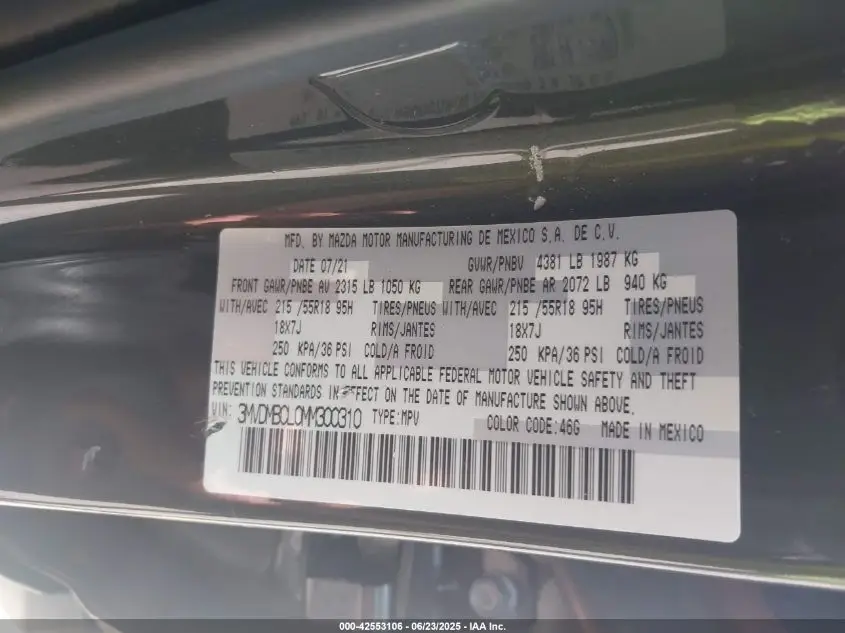 MFD. BY MAZDA MOTOR MANUFACTURING DE MEXICO S.A. DE C.V.
DATE 07/21 GVWR/PNBV 4381 LB 1987 KG
FRONT GAWR/PNBE AV 2315 LB 1050 KG REAR GAWR/PNBE AR 2072 LB 940 KG
WITH/AVEC 215 /55R18 95H TIRES/PNEUS WITH/AVEC 215 /55R18 95H TIRES/PNEUS
18X7J RIMS/JANTES 18X7J RIMS/JANTES
250 KPA/36 PSI COLD/A FROID 250 KPA/36 PSI COLD/A FROID
THIS VEHICLE CONFORMS TO ALL APPLICABLE FEDERAL MOTOR VEHICLE SAFETY AND THEFT
PREVENTION STANDARDS IN EFFECT ON THE DATE OF MANUFACTURE SHOWN ABOVE.
VIN: 3MVDMBCL0MM300310 TYPE:MPV COLOR CODE:46G MADE IN MEXICO
000-42553106 - 06/23/2025 - IAA Inc.